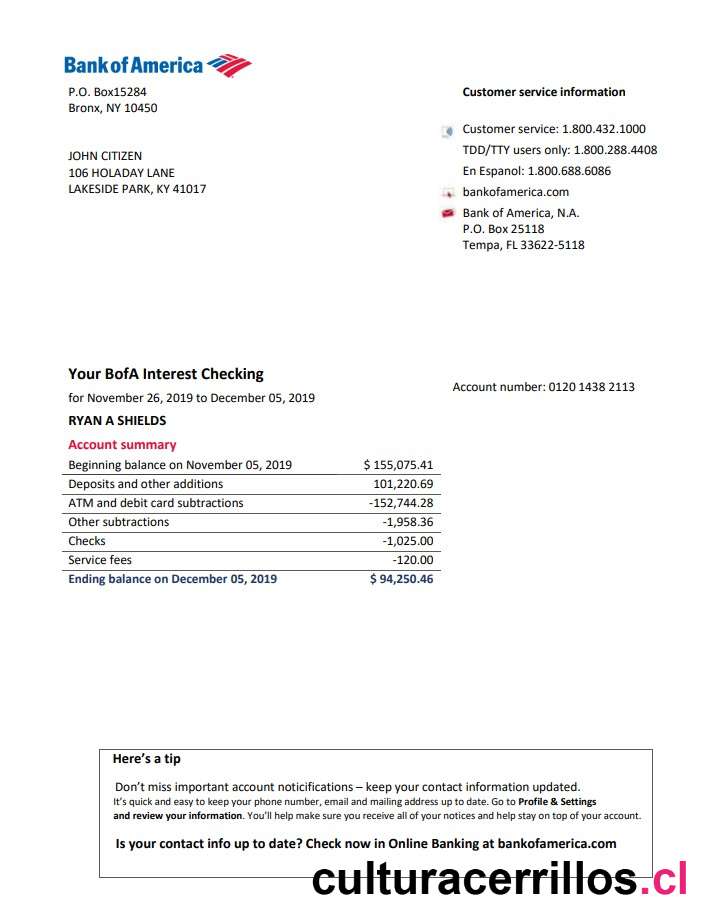 Bank of America
P.O. Box15284
Bronx, NY 10450
JOHN CITIZEN
106 HOLADAY LANE
LAKESIDE PARK, KY 41017
Customer service information
Customer service: 1.800.432.1000
TDD/TTY users only: 1.800.288.4408
En Espanol: 1.800.688.6086
bankofamerica.com
Bank of America, N.A.
P.O. Box 25118
Tempa, FL 33622-5118
Your BofA Interest Checking
for November 26, 2019 to December 05, 2019
Account number: 0120 1438 2113
RYAN A SHIELDS
Account summary
Beginning balance on November 05, 2019 $ 155,075.41
Deposits and other additions 101,220.69
ATM and debit card subtractions -152,744.28
Other subtractions -1,958.36
Checks -1,025.00
Service fees -120.00
Ending balance on December 05, 2019 $ 94,250.46
Here's a tip
Don't miss important account noticifications – keep your contact information updated.
It's quick and easy to keep your phone number, email and mailing address up to date. Go to Profile & Settings
and review your information. You'll help make sure you receive all of your notices and help stay on top of your account.
Is your contact info up to date? Check now in Online Banking at bankofamerica.com
culturacerrillos.cl